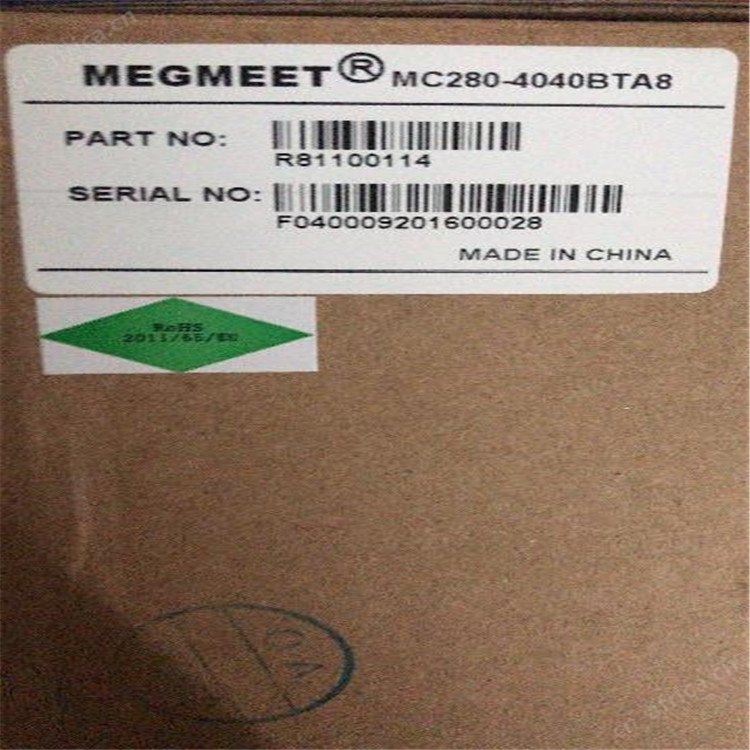 MEGMEET® MC280-4040BTA8
PART NO:
R81100114
SERIAL NO:
F040009201600028
MADE IN CHINA
RoHS
2011/65/EU